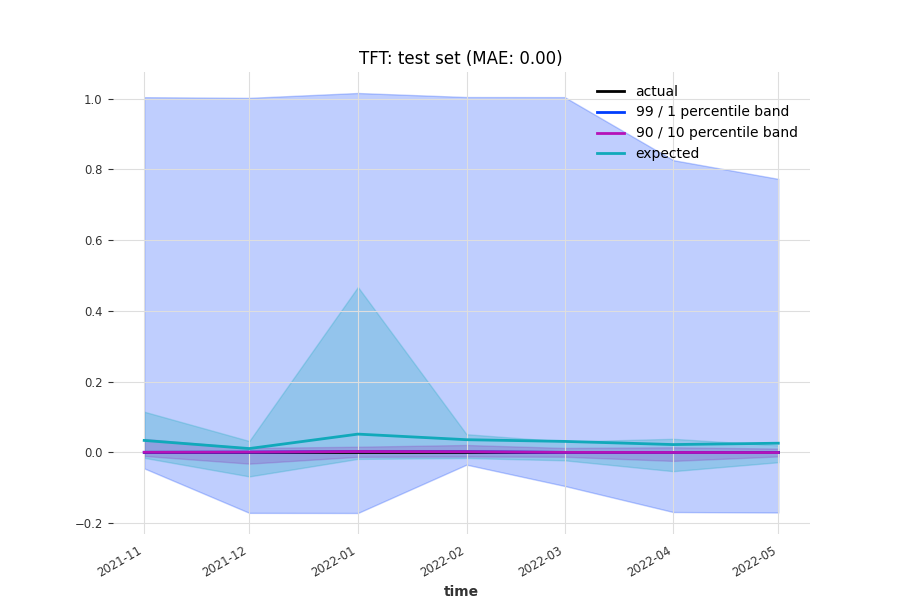 TFT: test set (MAE: 0.00)
actual
99 / 1 percentile band
90 / 10 percentile band
expected
1.0
0.8
0.6
0.4
0.2
0.0
−0.2
2021-11
2021-12
2022-01
2022-02
2022-03
2022-04
2022-05
time